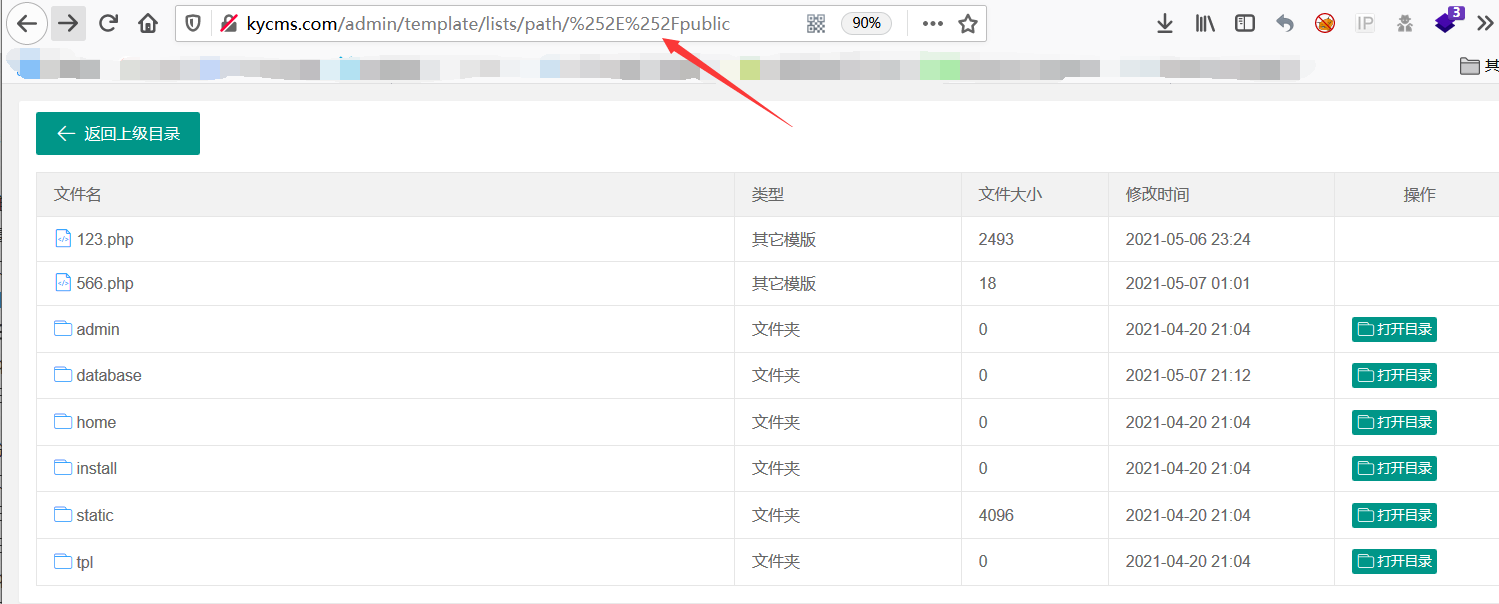 kycms.com/admin/template/lists/path/%252E%252Fpublic 90% IP 3
其
返回上级目录
文件名 类型 文件大小 修改时间 操作
123.php 其它模版 2493 2021-05-06 23:24
566.php 其它模版 18 2021-05-07 01:01
admin 文件夹 0 2021-04-20 21:04 打开目录
database 文件夹 0 2021-05-07 21:12 打开目录
home 文件夹 0 2021-04-20 21:04 打开目录
install 文件夹 0 2021-04-20 21:04 打开目录
static 文件夹 4096 2021-04-20 21:04 打开目录
tpl 文件夹 0 2021-04-20 21:04 打开目录